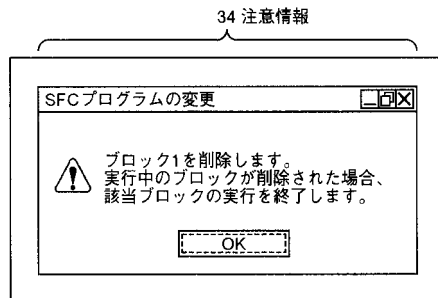 34 注意情報
SFCプログラムの変更
ブロック1を削除します。
実行中のブロックが削除された場合、
該当ブロックの実行を終了します。
OK